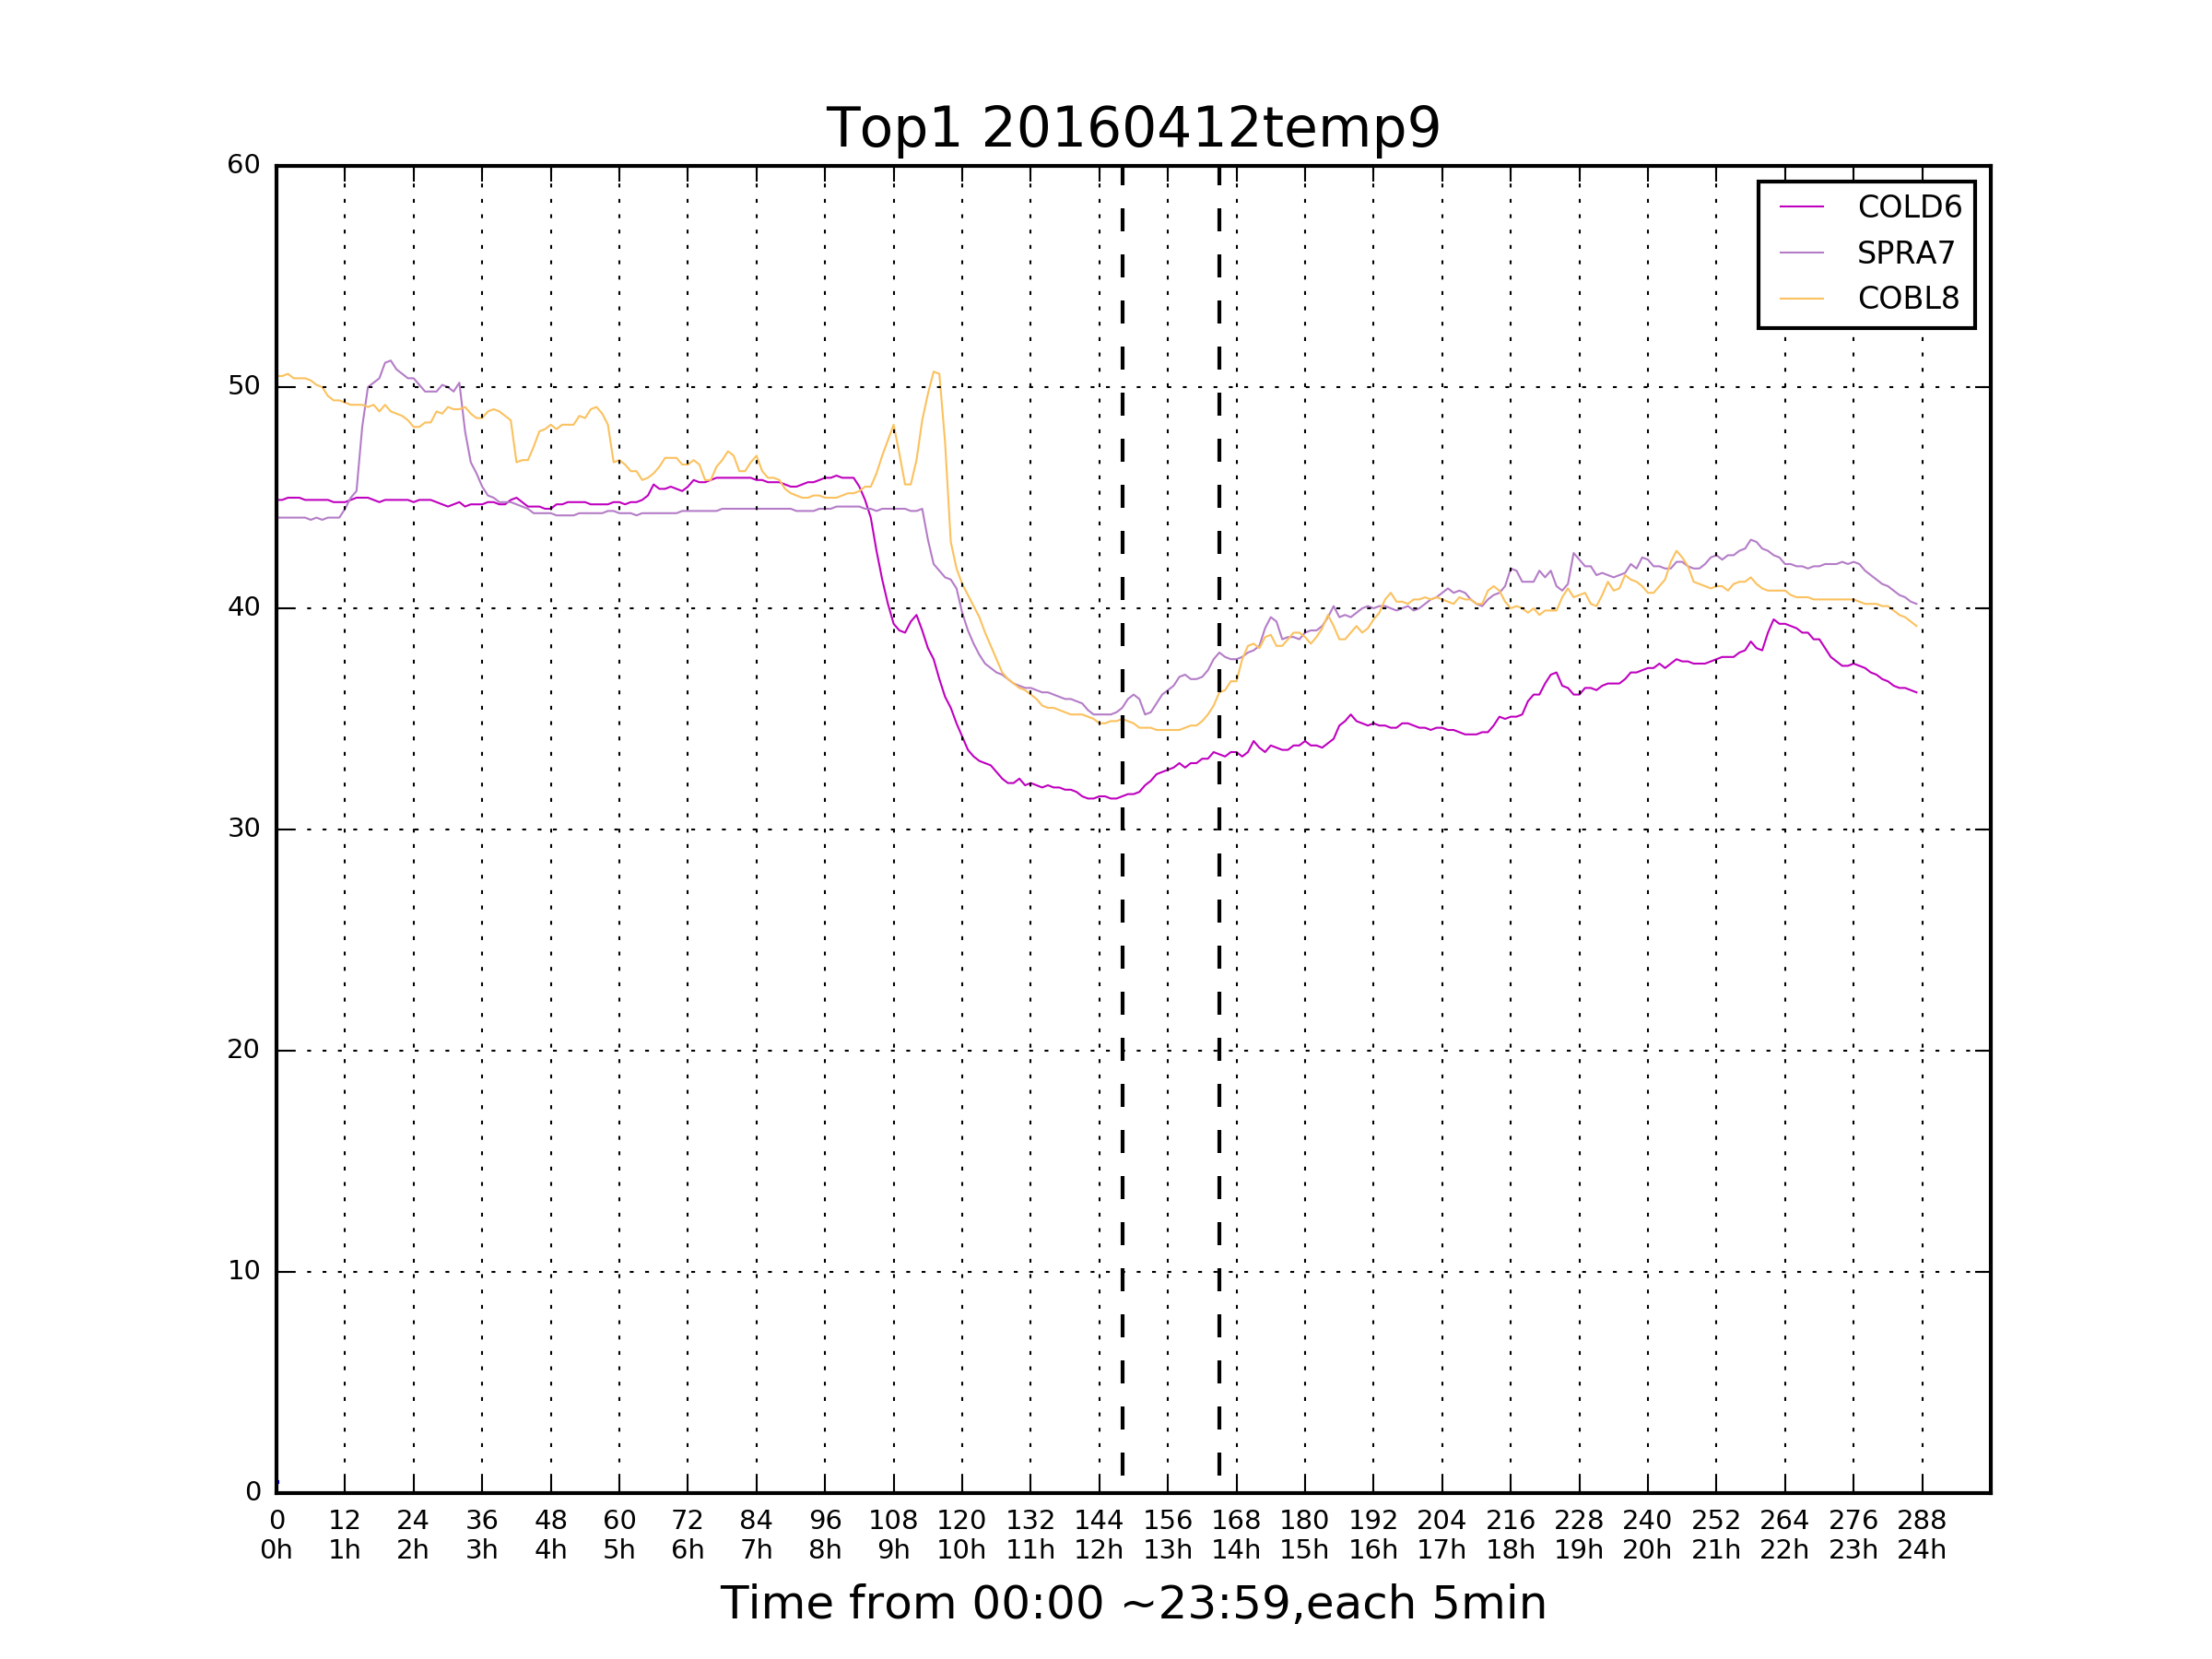 Top1 20160412temp9
60
50
40
30
20
10
0
COLD6
SPRA7
COBL8
0 12 24 36 48 60 72 84 96 108 120 132 144 156 168 180 192 204 216 228 240 252 264 276 288
0h 1h 2h 3h 4h 5h 6h 7h 8h 9h 10h 11h 12h 13h 14h 15h 16h 17h 18h 19h 20h 21h 22h 23h 24h
Time from 00:00 ~23:59,each 5min